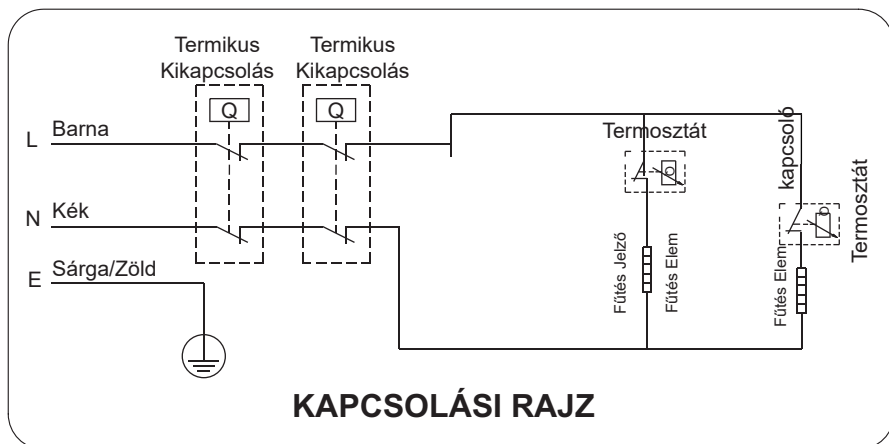 Termikus
Kikapcsolás
Termikus
Kikapcsolás
Q
Q
L
Barna
Termosztát
kapcsoló
Termosztát
N
Kék
Fűtés Jelző
Fűtés Elem
Fűtés Elem
E
Sárga/Zöld
KAPCSOLÁSI RAJZ